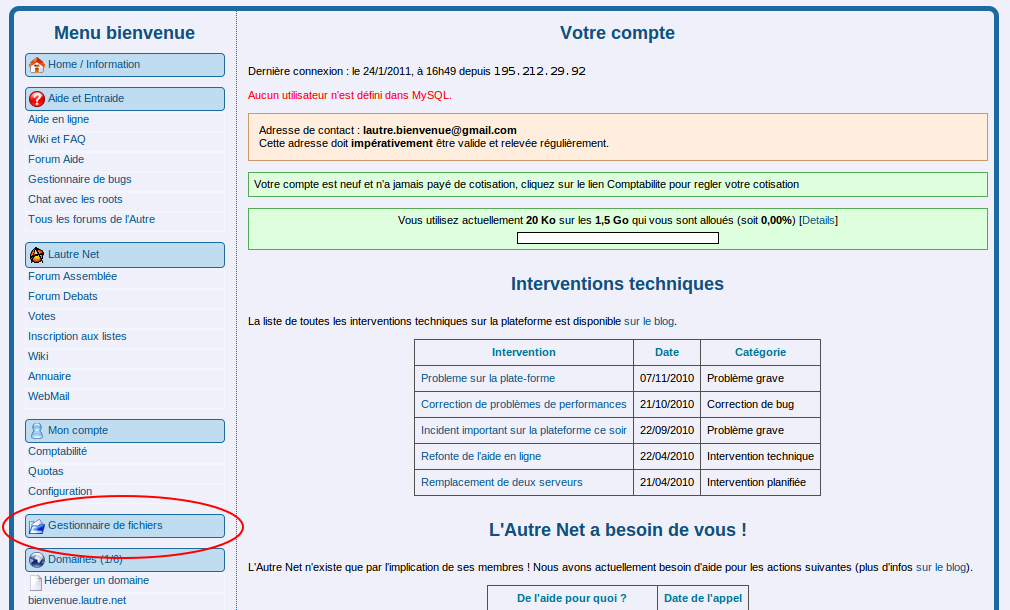 Menu bienvenue
Home / Information
Aide et Entraide
Aide en ligne
Wiki et FAQ
Forum Aide
Gestionnaire de bugs
Chat avec les roots
Tous les forums de l'Autre
Lautre Net
Forum Assemblée
Forum Debats
Votes
Inscription aux listes
Wiki
Annuaire
WebMail
Mon compte
Comptabilité
Quotas
Configuration
Gestionnaire de fichiers
Domaines (1/6)
Héberger un domaine
bienvenue.lautre.net
Votre compte
Dernière connexion : le 24/1/2011, à 16h49 depuis 195.212.29.92
Aucun utilisateur n'est défini dans MySQL.
Adresse de contact : lautre.bienvenue@gmail.com
Cette adresse doit impérativement être valide et relevée régulièrement.
Votre compte est neuf et n'a jamais payé de cotisation, cliquez sur le lien Comptabilite pour regler votre cotisation
Vous utilisez actuellement 20 Ko sur les 1,5 Go qui vous sont alloués (soit 0,00%) [Details]
Interventions techniques
La liste de toutes les interventions techniques sur la plateforme est disponible sur le blog.
Intervention Date Catégorie
Probleme sur la plate-forme 07/11/2010 Problème grave
Correction de problèmes de performances 21/10/2010 Correction de bug
Incident important sur la plateforme ce soir 22/09/2010 Problème grave
Refonte de l'aide en ligne 22/04/2010 Intervention technique
Remplacement de deux serveurs 21/04/2010 Intervention planifiée
L'Autre Net a besoin de vous !
L'Autre Net n'existe que par l'implication de ses membres ! Nous avons actuellement besoin d'aide pour les actions suivantes (plus d'infos sur le blog).
De l'aide pour quoi ? Date de l'appel